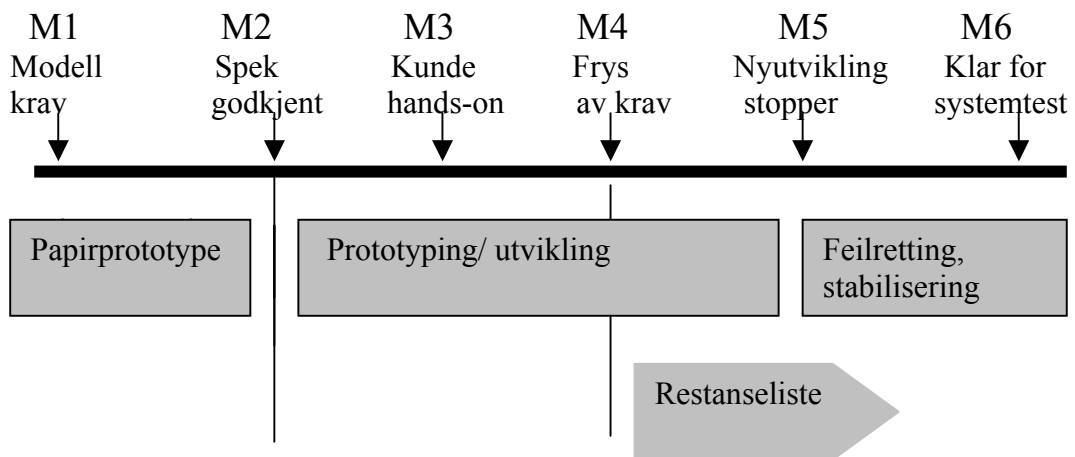 M1
Modell
krav
M2
Spek
godkjent
M3
Kunde
hands-on
M4
Frys
av krav
M5
Nyutvikling
stopper
M6
Klar for
systemtest
Papirprototype
Prototyping/ utvikling
Feilretting,
stabilisering
Restanseliste